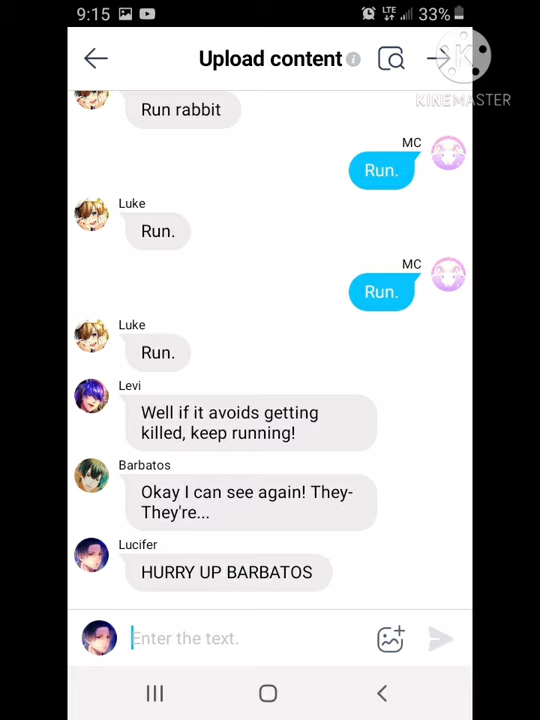 9:15 LTE 33%
Upload content
KINEMASTER
Run rabbit
MC
Run.
Luke
Run.
MC
Run.
Luke
Run.
Levi
Well if it avoids getting
killed, keep running!
Barbatos
Okay I can see again! They-
They're...
Lucifer
HURRY UP BARBATOS
Enter the text.